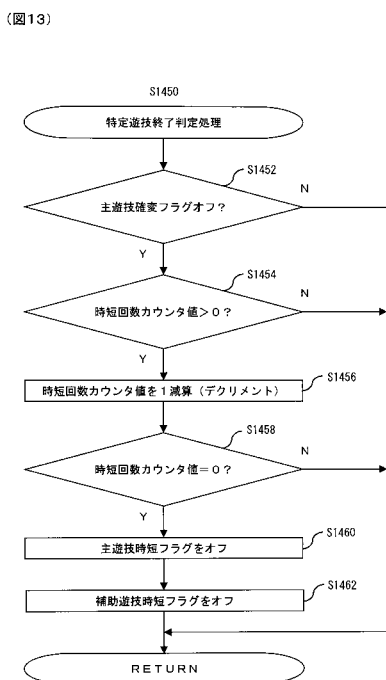 (図13)
S1450
特定遊技終了判定処理
S1452
主遊技確変フラグオフ？
N
Y
S1454
時短回数カウンタ値＞０？
N
Y
S1456
時短回数カウンタ値を１減算（デクリメント）
S1458
時短回数カウンタ値＝０？
N
Y
S1460
主遊技時短フラグをオフ
S1462
補助遊技時短フラグをオフ
RETURN